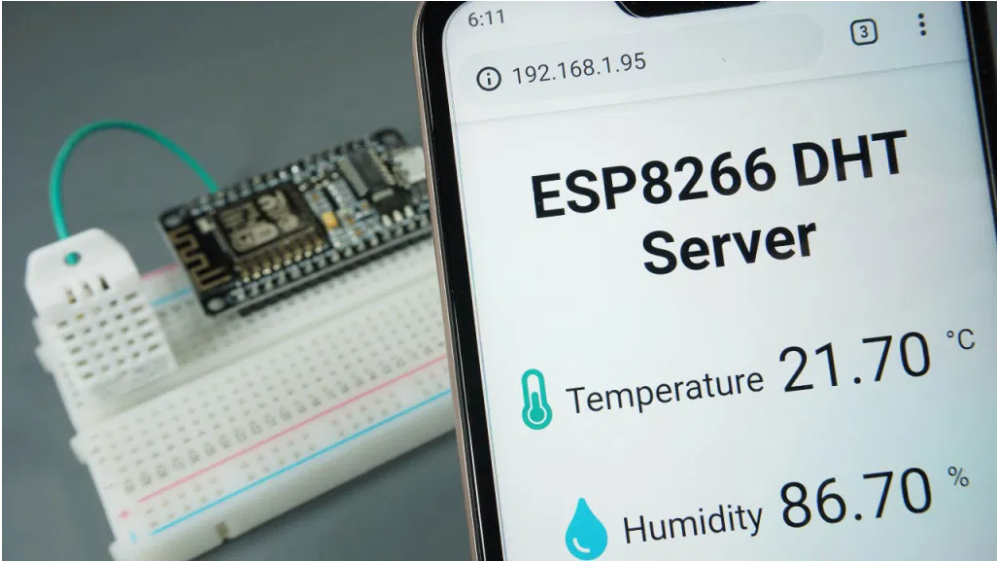 6:11
3
192.168.1.95
ESP8266 DHT
Server
Temperature 21.70 °C
Humidity 86.70 %